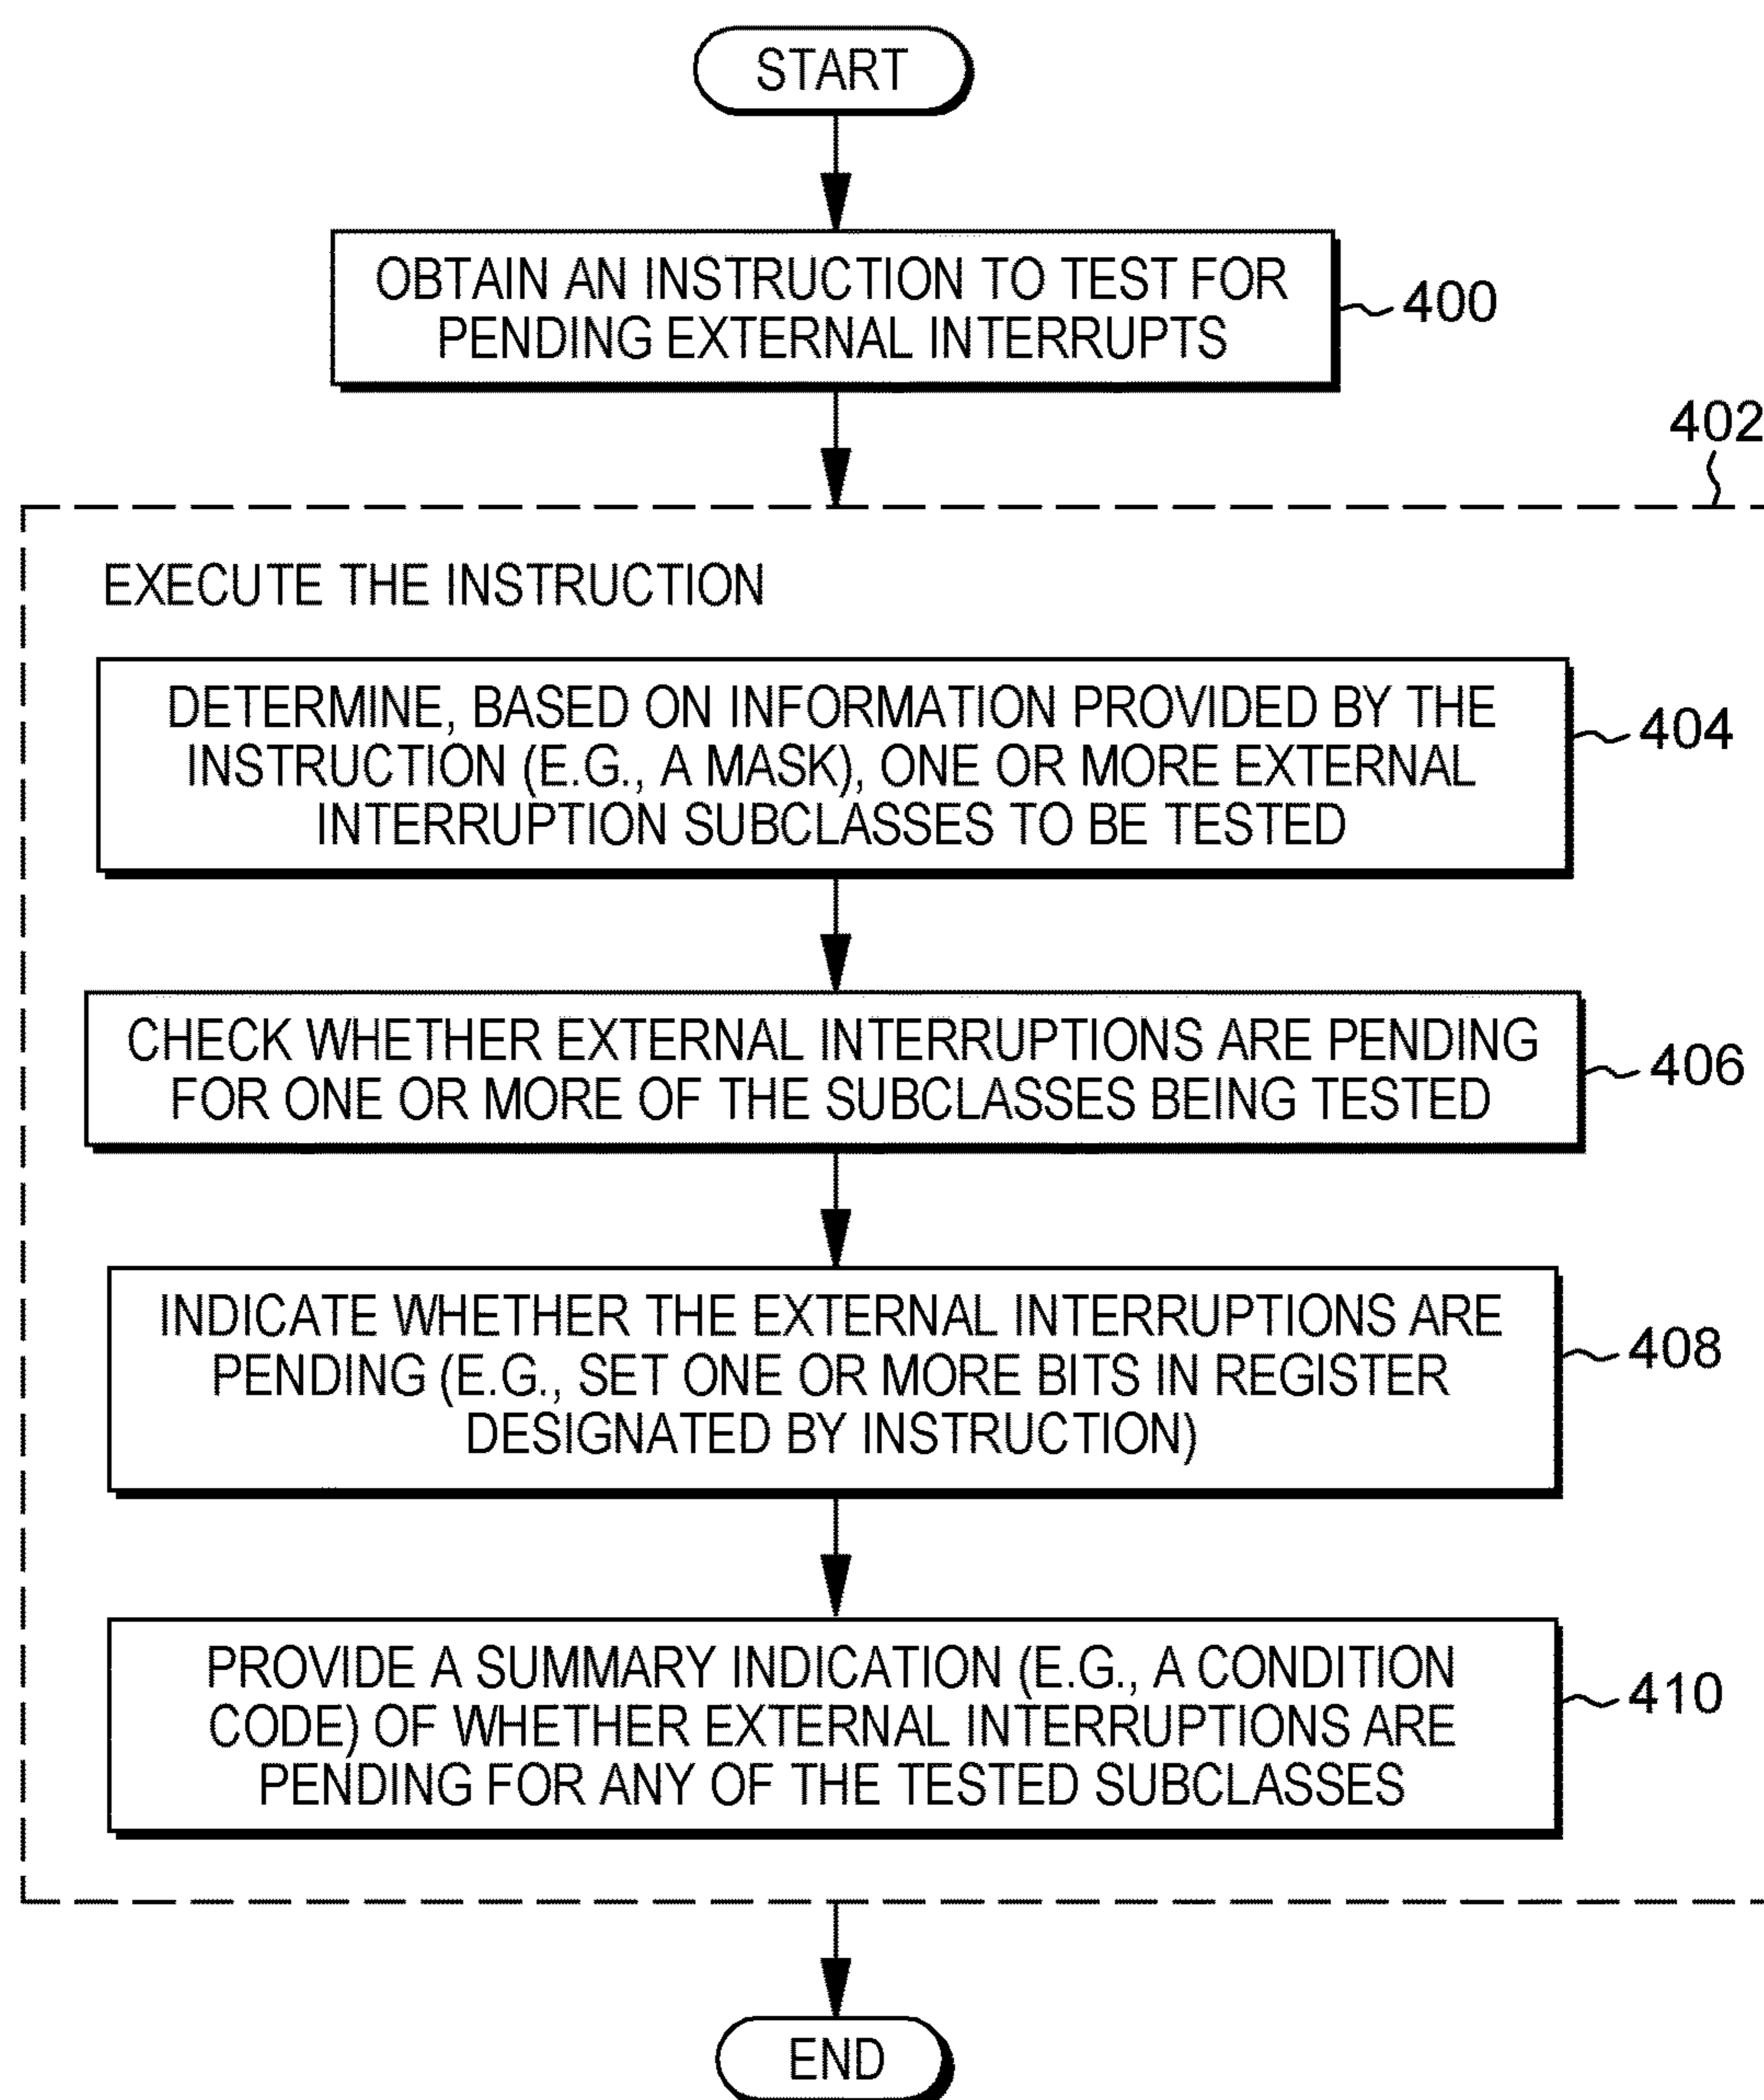 START
OBTAIN AN INSTRUCTION TO TEST FOR
PENDING EXTERNAL INTERRUPTS
400
402
EXECUTE THE INSTRUCTION
DETERMINE, BASED ON INFORMATION PROVIDED BY THE
INSTRUCTION (E.G., A MASK), ONE OR MORE EXTERNAL
INTERRUPTION SUBCLASSES TO BE TESTED
404
CHECK WHETHER EXTERNAL INTERRUPTIONS ARE PENDING
FOR ONE OR MORE OF THE SUBCLASSES BEING TESTED
406
INDICATE WHETHER THE EXTERNAL INTERRUPTIONS ARE
PENDING (E.G., SET ONE OR MORE BITS IN REGISTER
DESIGNATED BY INSTRUCTION)
408
PROVIDE A SUMMARY INDICATION (E.G., A CONDITION
CODE) OF WHETHER EXTERNAL INTERRUPTIONS ARE
PENDING FOR ANY OF THE TESTED SUBCLASSES
410
END